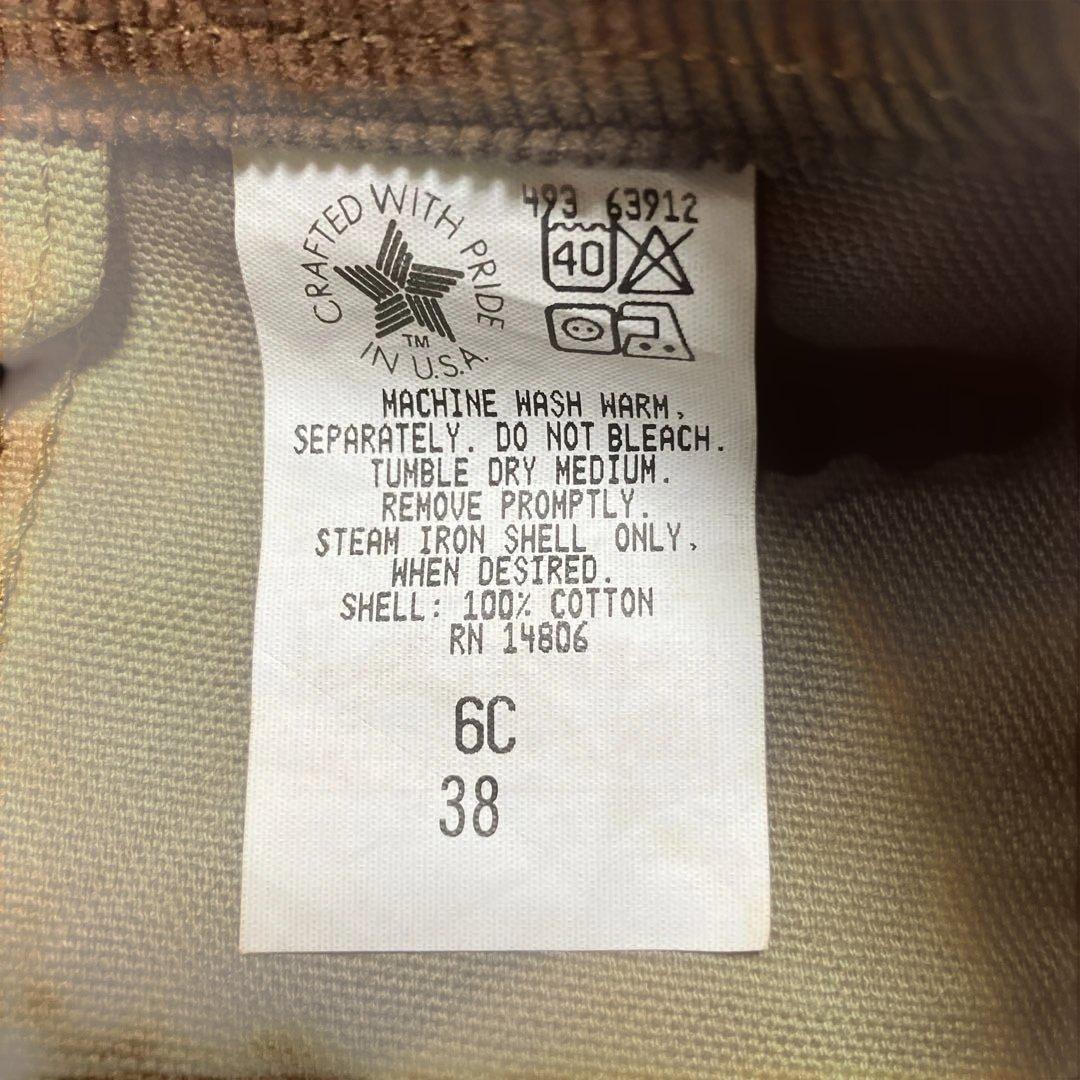 CRAFTED WITH PRIDE
IN U.S.A.
TM
493 63912
40
MACHINE WASH WARM,
SEPARATELY. DO NOT BLEACH.
TUMBLE DRY MEDIUM.
REMOVE PROMPTLY.
STEAM IRON SHELL ONLY,
WHEN DESIRED.
SHELL: 100% COTTON
RN 14806
6C
38